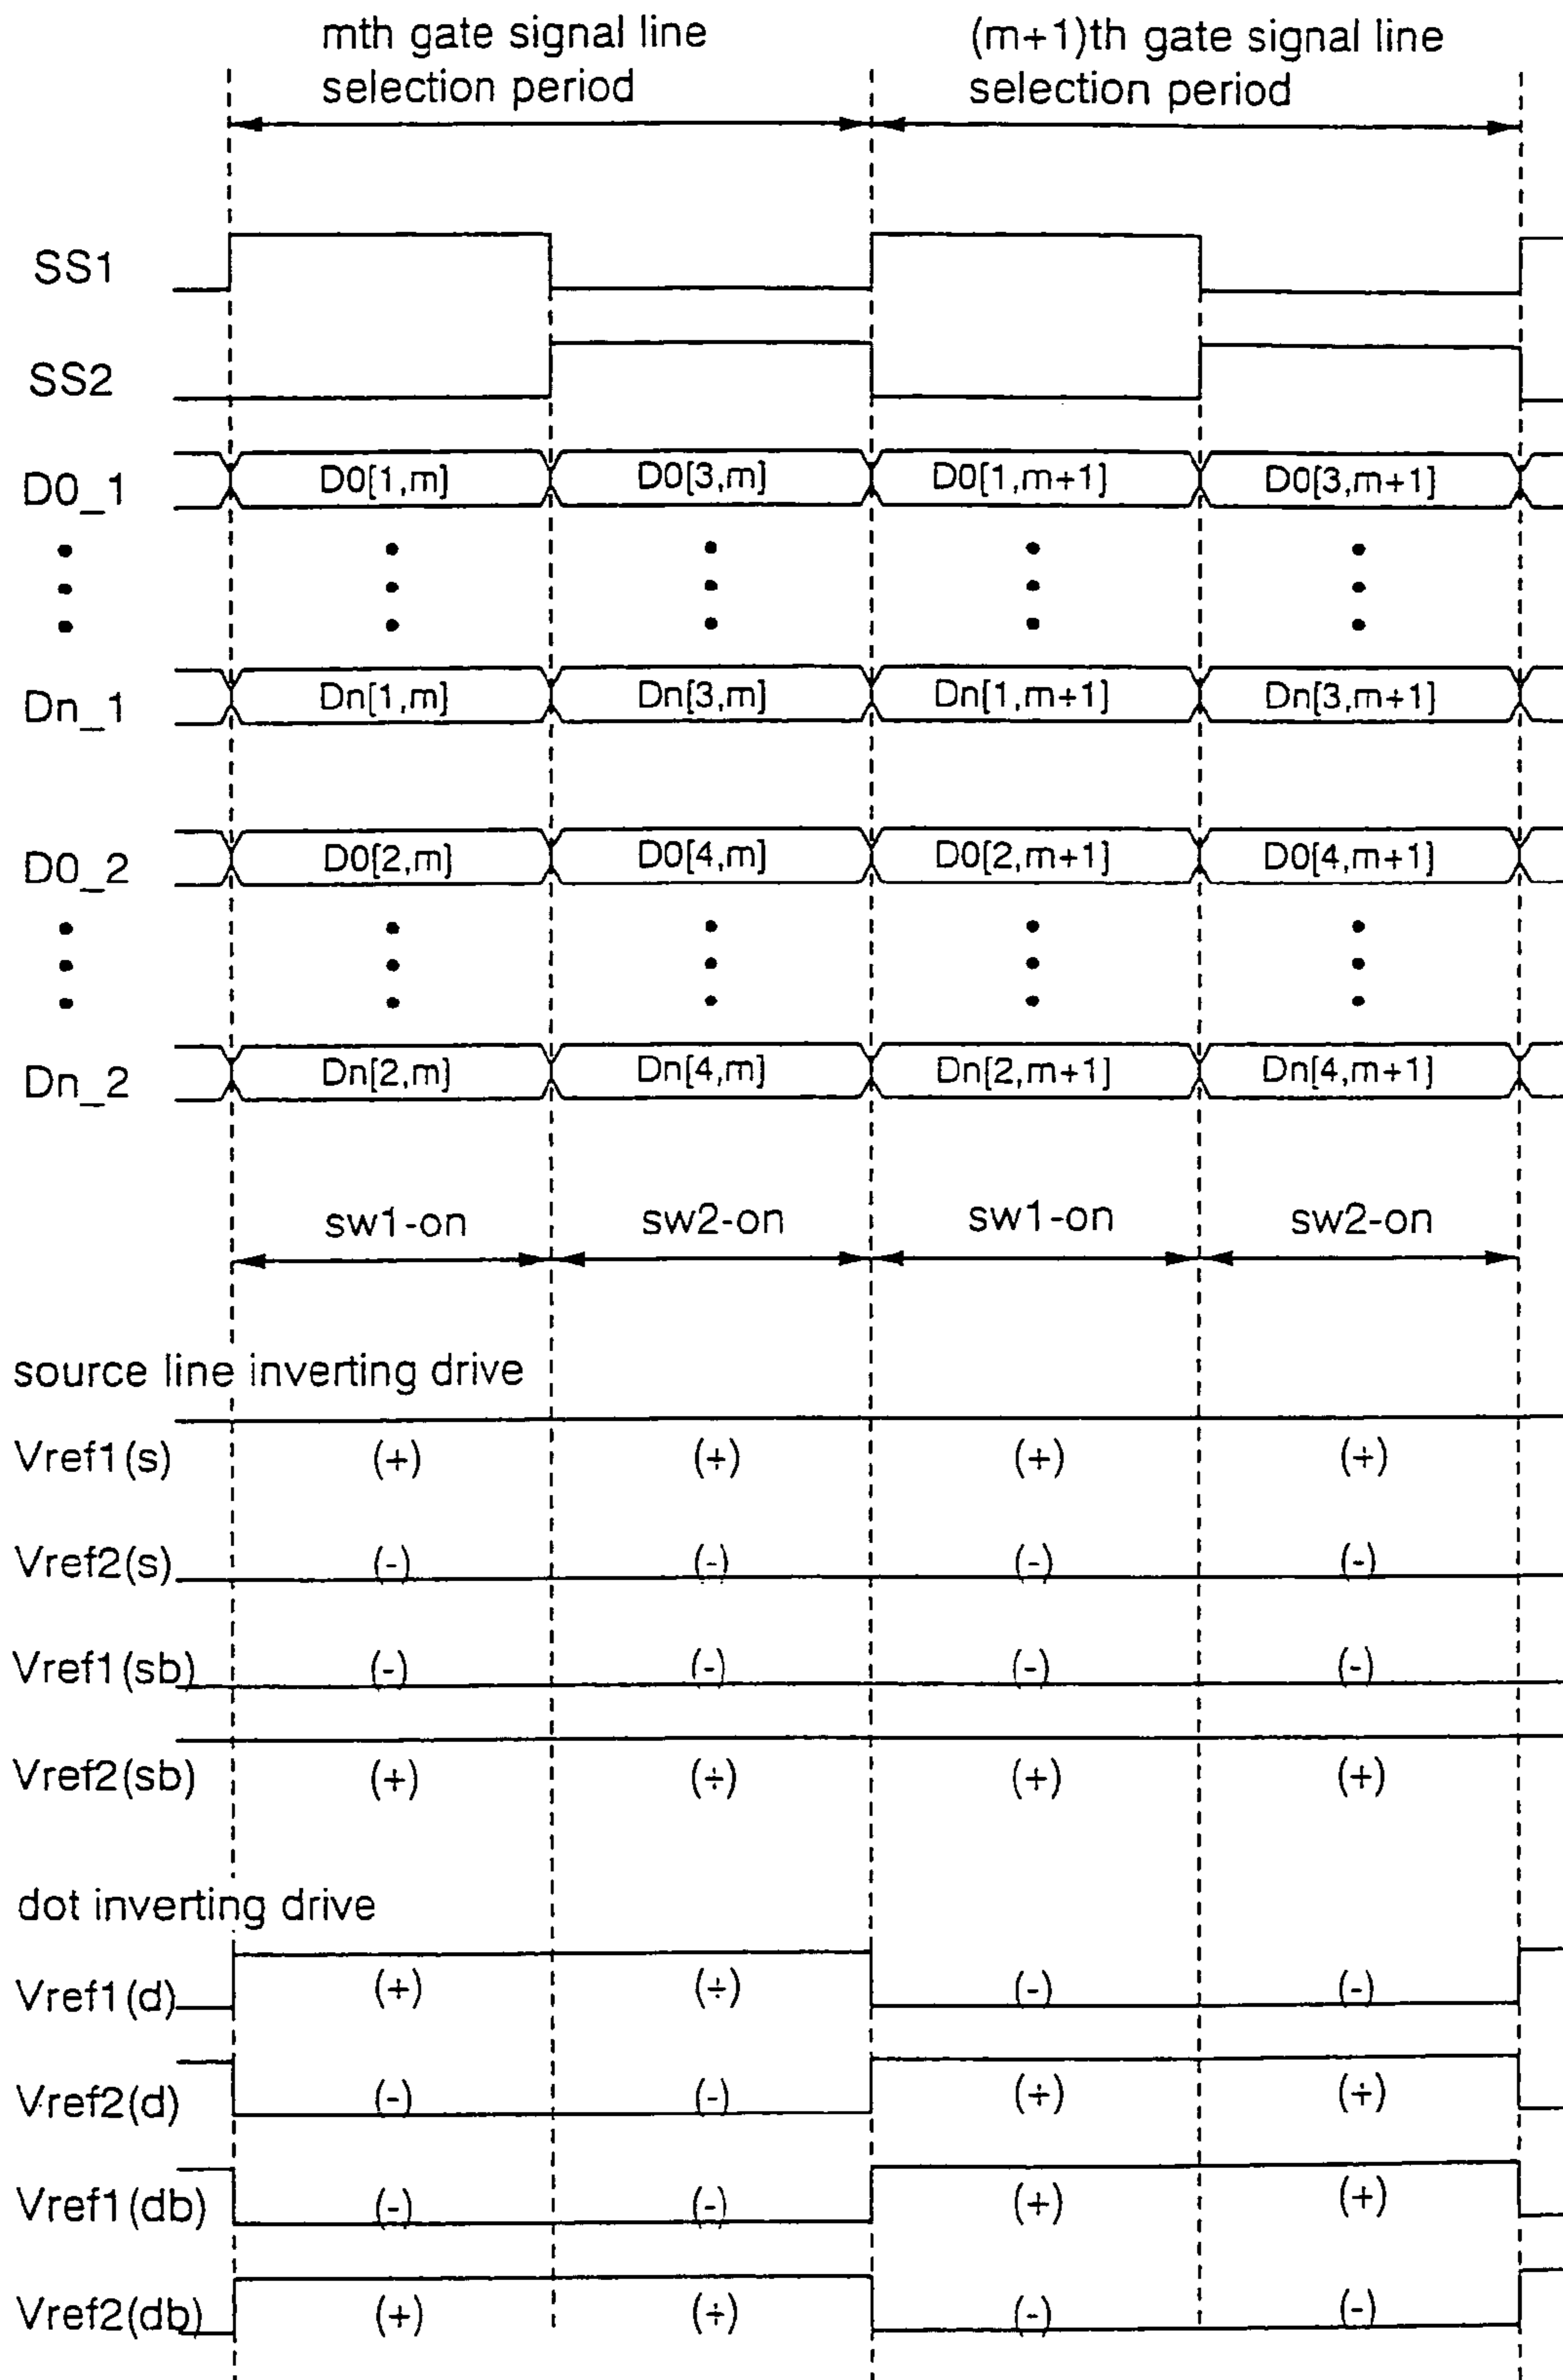 mth gate signal line
selection period
(m+1)th gate signal line
selection period
SS1
SS2
D0_1 D0[1,m] D0[3,m] D0[1,m+1] D0[3,m+1]
Dn_1 Dn[1,m] Dn[3,m] Dn[1,m+1] Dn[3,m+1]
D0_2 D0[2,m] D0[4,m] D0[2,m+1] D0[4,m+1]
Dn_2 Dn[2,m] Dn[4,m] Dn[2,m+1] Dn[4,m+1]
sw1-on sw2-on sw1-on sw2-on
source line inverting drive
Vref1(s) (+) (+) (+) (+)
Vref2(s) (-) (-) (-) (-)
Vref1(sb) (-) (-) (-) (-)
Vref2(sb) (+) (+) (+) (+)
dot inverting drive
Vref1(d) (+) (+) (-) (-)
Vref2(d) (-) (-) (+) (+)
Vref1(db) (-) (-) (+) (+)
Vref2(db) (+) (+) (-) (-)